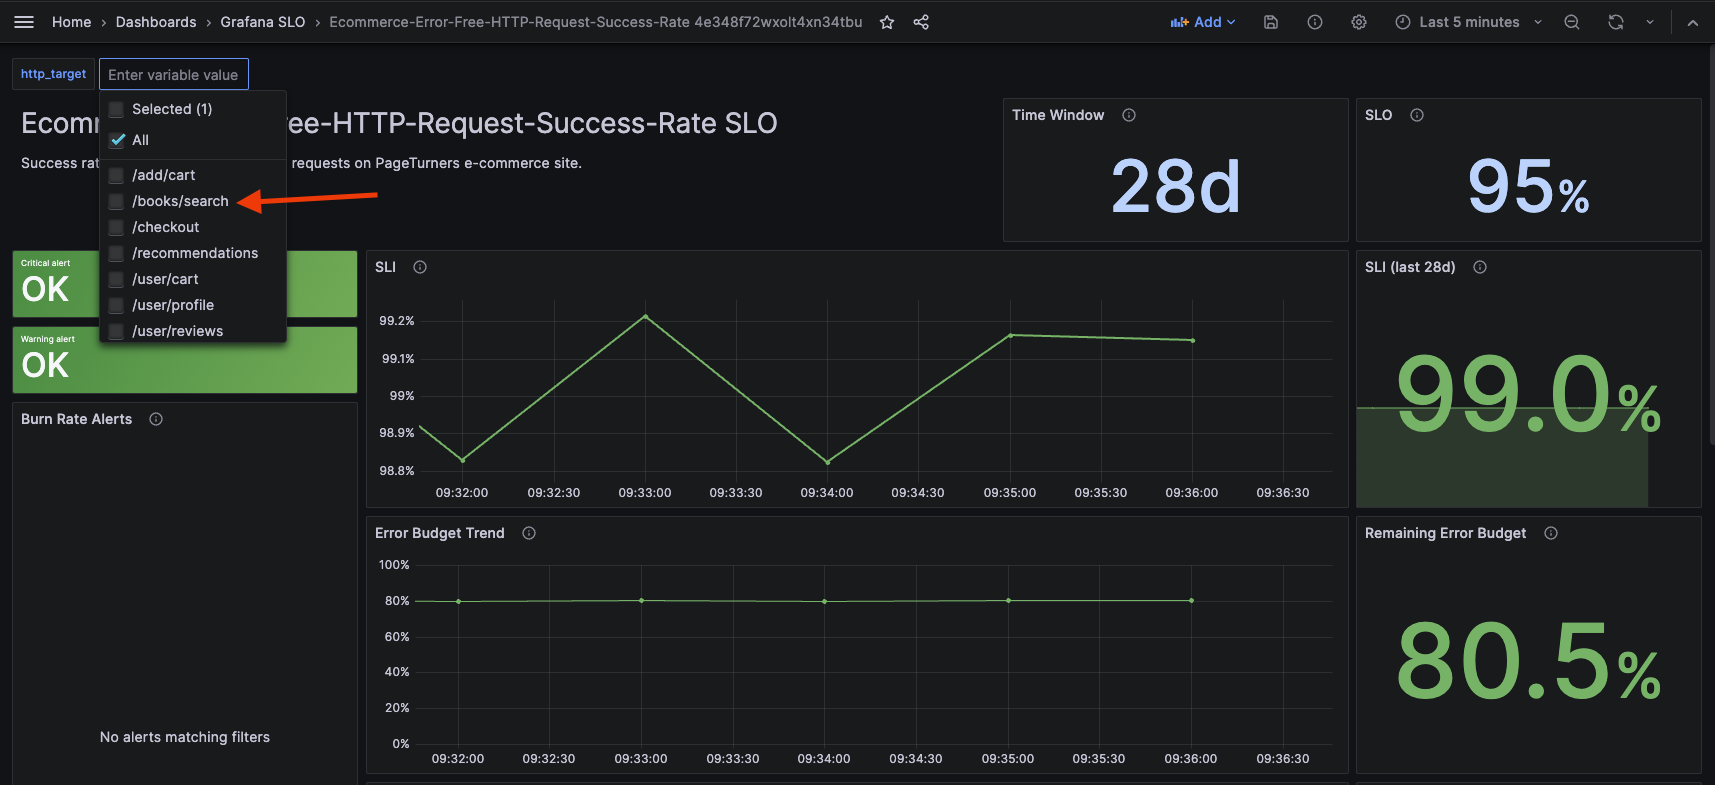 Home › Dashboards › Grafana SLO › Ecommerce-Error-Free-HTTP-Request-Success-Rate 4e348f72wxolt4xn34tbu
Add
Last 5 minutes
http_target
Enter variable value
Selected (1)
All
/add/cart
/books/search
/checkout
/recommendations
/user/cart
/user/profile
/user/reviews
Ecom ree-HTTP-Request-Success-Rate SLO
Success rat requests on PageTurners e-commerce site.
Time Window
28d
SLO
95%
Critical alert
OK
Warning alert
OK
Burn Rate Alerts
No alerts matching filters
SLI
99.2%
99.1%
99%
98.9%
98.8%
09:32:00 09:32:30 09:33:00 09:33:30 09:34:00 09:34:30 09:35:00 09:35:30 09:36:00 09:36:30
SLI (last 28d)
99.0%
Error Budget Trend
100%
80%
60%
40%
20%
0%
09:32:00 09:32:30 09:33:00 09:33:30 09:34:00 09:34:30 09:35:00 09:35:30 09:36:00 09:36:30
Remaining Error Budget
80.5%